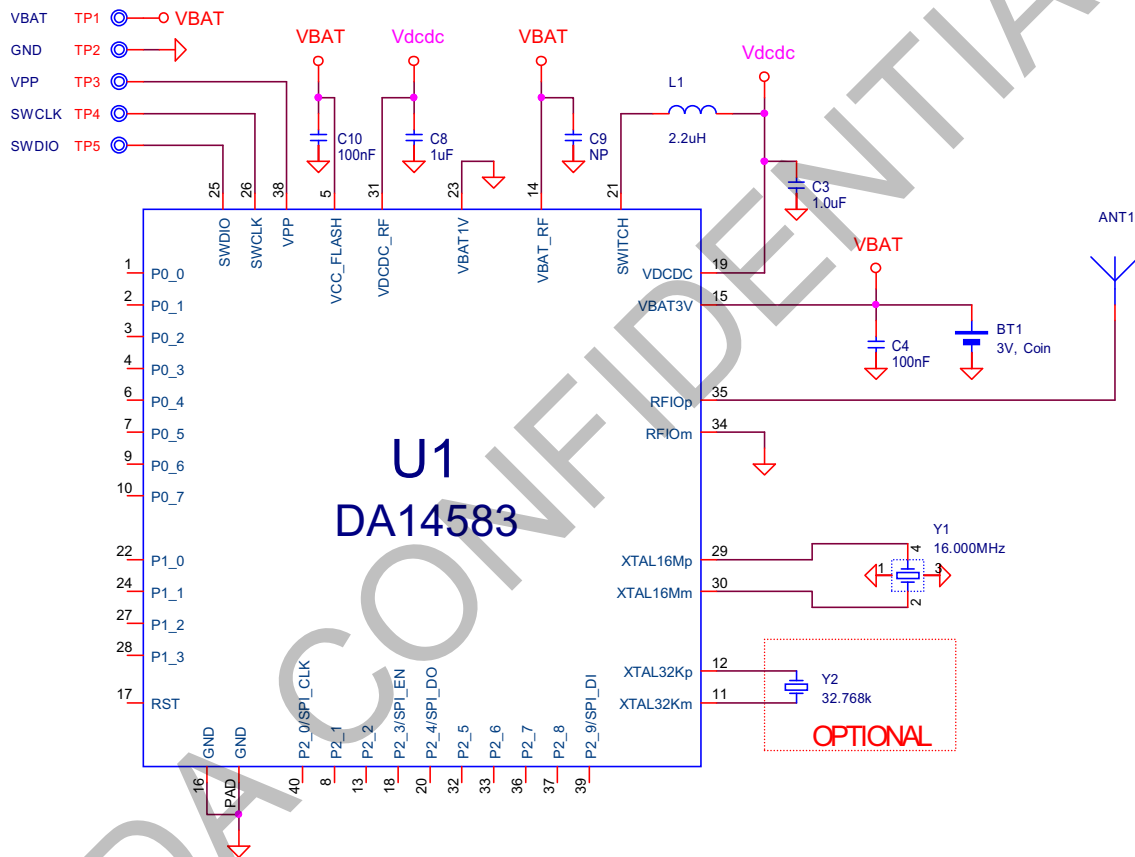 VBAT TP1 VBAT
GND TP2
VPP TP3
SWCLK TP4
SWDIO TP5
VBAT
Vdcdc
VBAT
Vdcdc
C10
100nF
C8
1uF
C9
NP
L1
2.2uH
C3
1.0uF
25
26
38
5
31
23
14
21
SWDIO
SWCLK
VPP
VCC_FLASH
VDCDC_RF
VBAT1V
VBAT_RF
SWITCH
1 P0_0
2 P0_1
3 P0_2
4 P0_3
6 P0_4
7 P0_5
9 P0_6
10 P0_7
22 P1_0
24 P1_1
27 P1_2
28 P1_3
17 RST
U1
DA14583
VDCDC 19
VBAT3V 15
RFIOp 35
RFIOm 34
XTAL16Mp 29
XTAL16Mm 30
XTAL32Kp 12
XTAL32Km 11
VBAT
C4
100nF
BT1
3V, Coin
ANT1
Y1
16.000MHz
4
1
3
2
Y2
32.768k
OPTIONAL
GND
GND
P2_0/SPI_CLK
P2_1
P2_2
P2_3/SPI_EN
P2_4/SPI_DO
P2_5
P2_6
P2_7
P2_8
P2_9/SPI_DI
16
PAD
40
8
13
18
20
32
33
36
37
39
DA CONFIDENTIA